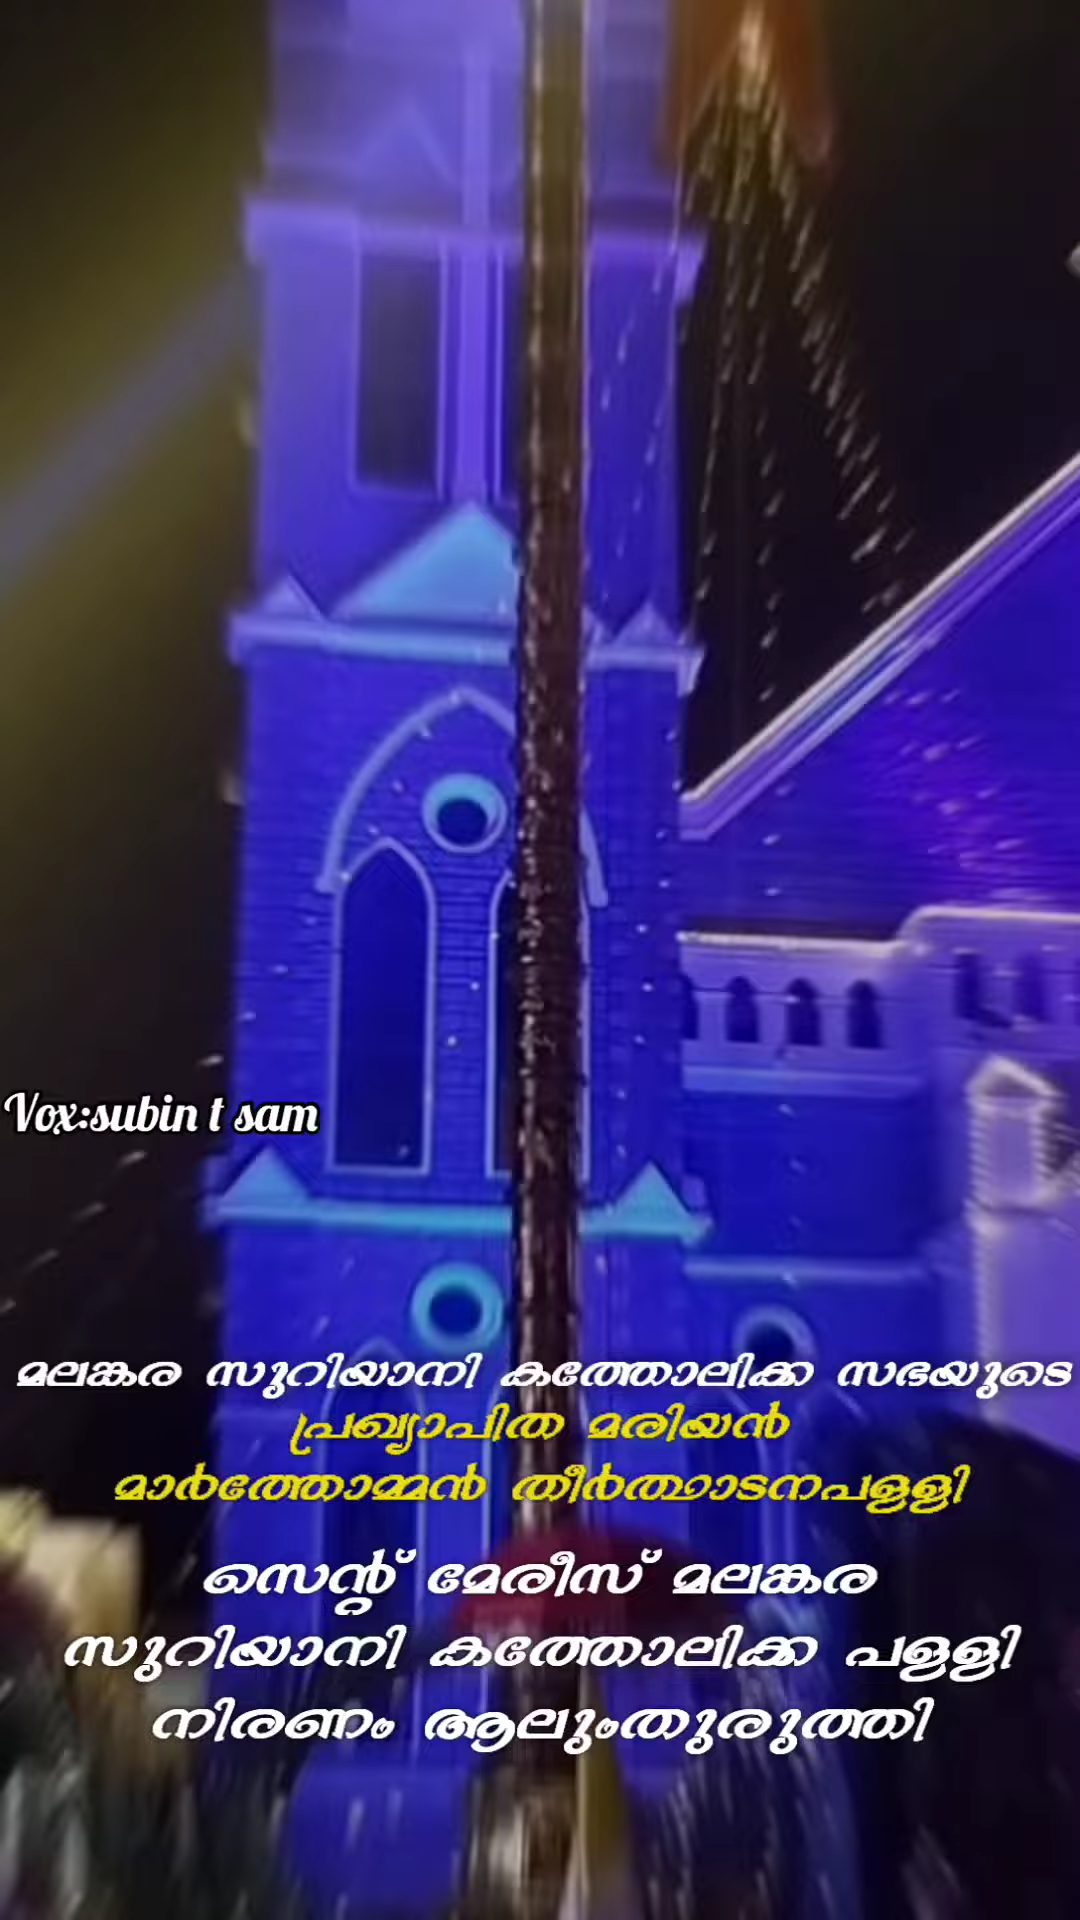 Vox:subin t sam
മലങ്കര സുറിയാനി കത്തോലിക്ക സഭയുടെ
പ്രഖ്യാപിത മരിയൻ
മാർത്തോമ്മൻ തീർത്ഥാടനപള്ളി
സെന്റ് മേരീസ് മലങ്കര
സുറിയാനി കത്തോലിക്ക പള്ളി
നിരണം ആലുംതുരുത്തി